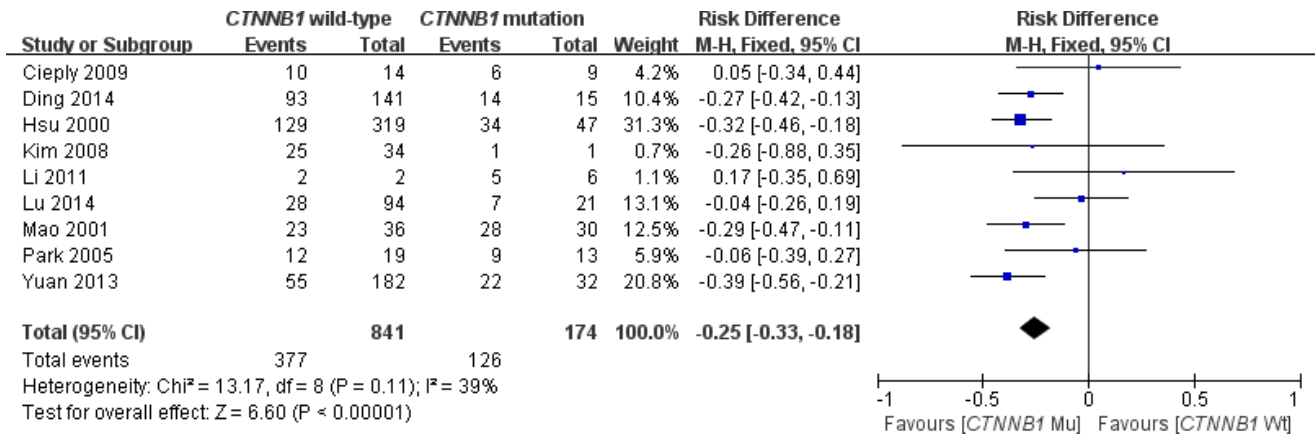 CTNNB1 wild-type CTNNB1 mutation Risk Difference Risk Difference
Study or Subgroup Events Total Events Total Weight M-H, Fixed, 95% CI M-H, Fixed, 95% CI
Cieply 2009 10 14 6 9 4.2% 0.05 [-0.34, 0.44]
Ding 2014 93 141 14 15 10.4% -0.27 [-0.42, -0.13]
Hsu 2000 129 319 34 47 31.3% -0.32 [-0.46, -0.18]
Kim 2008 25 34 1 1 0.7% -0.26 [-0.88, 0.35]
Li 2011 2 2 5 6 1.1% 0.17 [-0.35, 0.69]
Lu 2014 28 94 7 21 13.1% -0.04 [-0.26, 0.19]
Mao 2001 23 36 28 30 12.5% -0.29 [-0.47, -0.11]
Park 2005 12 19 9 13 5.9% -0.06 [-0.39, 0.27]
Yuan 2013 55 182 22 32 20.8% -0.39 [-0.56, -0.21]
Total (95% CI) 841 174 100.0% -0.25 [-0.33, -0.18]
Total events 377 126
Heterogeneity: Chi² = 13.17, df = 8 (P = 0.11); I² = 39%
Test for overall effect: Z = 6.60 (P < 0.00001)
-1 -0.5 0 0.5 1
Favours [CTNNB1 Mu] Favours [CTNNB1 Wt]